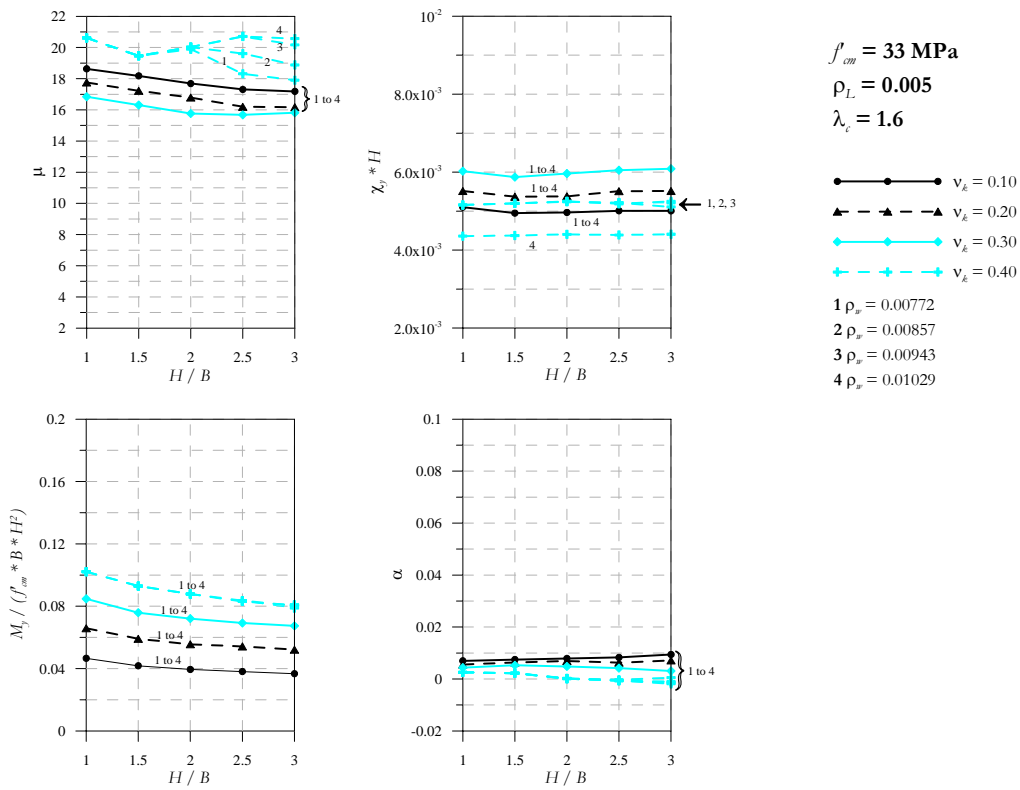 22
20
18
16
14
12
10
8
6
4
2
μ
1
1.5
2
2.5
3
H / B
1
2
3
4
1 to 4
10⁻²
8.0x10⁻³
6.0x10⁻³
4.0x10⁻³
2.0x10⁻³
χy * H
1
1.5
2
2.5
3
H / B
1 to 4
1 to 4
1 to 4
4
1, 2, 3
f'cm = 33 MPa
ρL = 0.005
λc = 1.6
νk = 0.10
νk = 0.20
νk = 0.30
νk = 0.40
1 ρw = 0.00772
2 ρw = 0.00857
3 ρw = 0.00943
4 ρw = 0.01029
0.2
0.16
0.12
0.08
0.04
0
My / (f'cm * B * H²)
1
1.5
2
2.5
3
H / B
1 to 4
1 to 4
1 to 4
1 to 4
0.1
0.08
0.06
0.04
0.02
0
-0.02
α
1
1.5
2
2.5
3
H / B
1 to 4